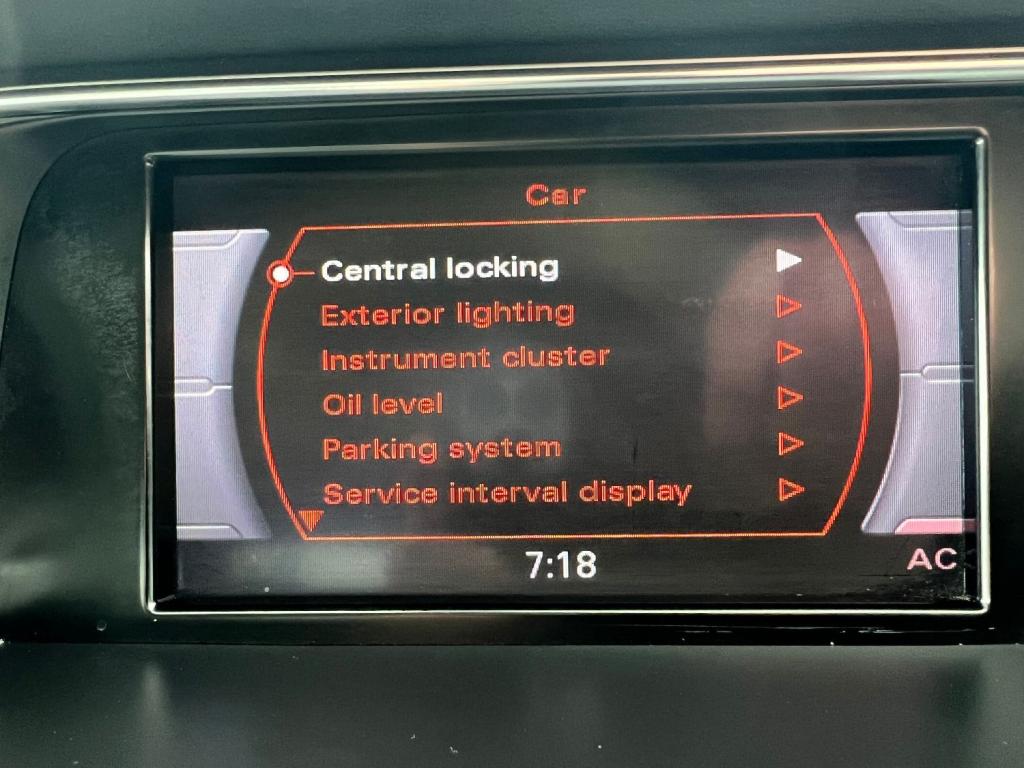 Car
Central locking
Exterior lighting
Instrument cluster
Oil level
Parking system
Service interval display
7:18
AC